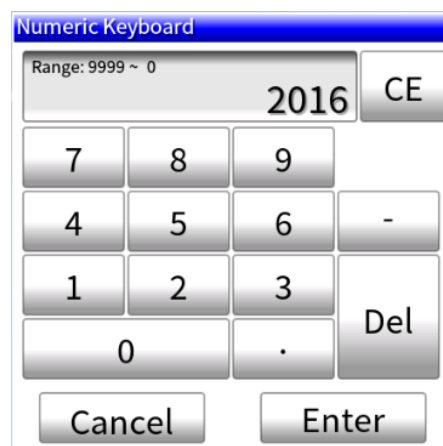 Numeric Keyboard
Range: 9999 ~ 0
2016
CE
7 8 9
4 5 6 -
1 2 3
Del
0 .
Cancel Enter